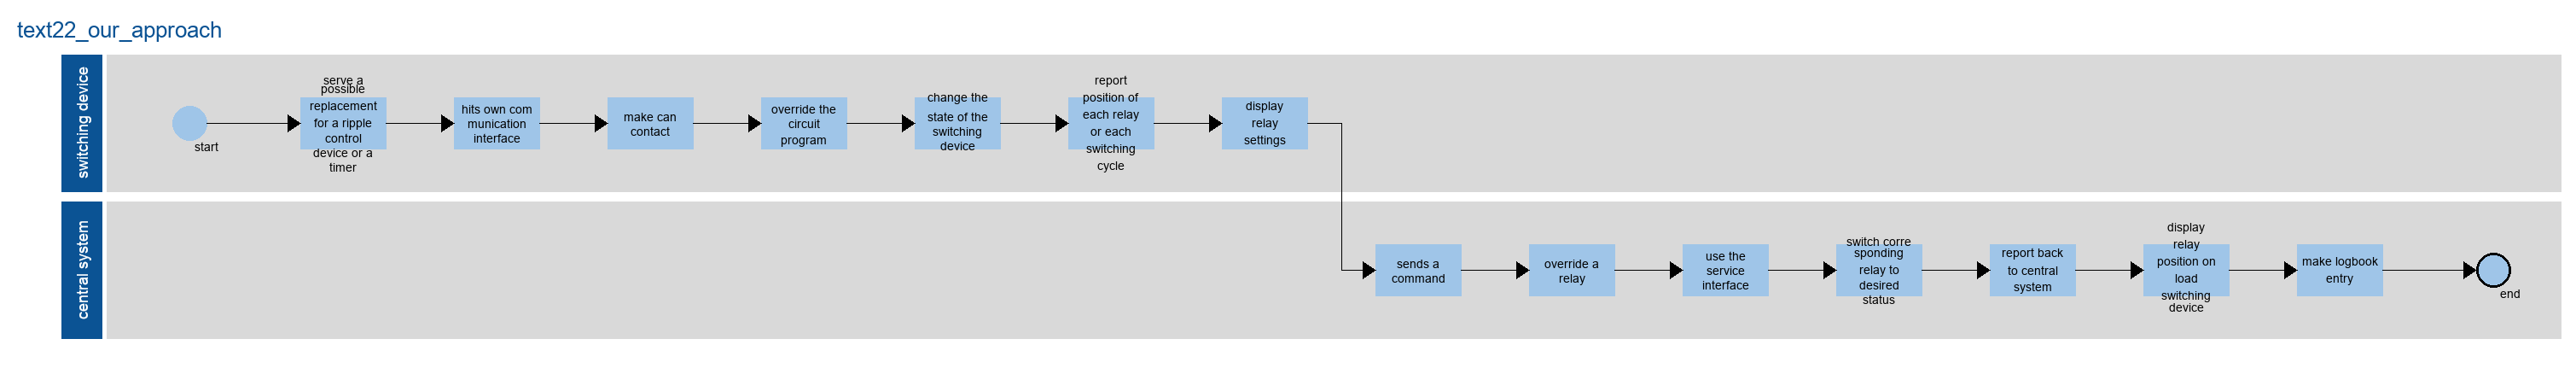 text22_our_approach
switching device
start
serve a
possible
replacement
for a ripple
control
device or a
timer
hits own com
munication
interface
make can
contact
override the
circuit
program
change the
state of the
switching
device
report
position of
each relay
or each
switching
cycle
display
relay
settings
central system
sends a
command
override a
relay
use the
service
interface
switch corre
sponding
relay to
desired
status
report back
to central
system
display
relay
position on
load
switching
device
make logbook
entry
end